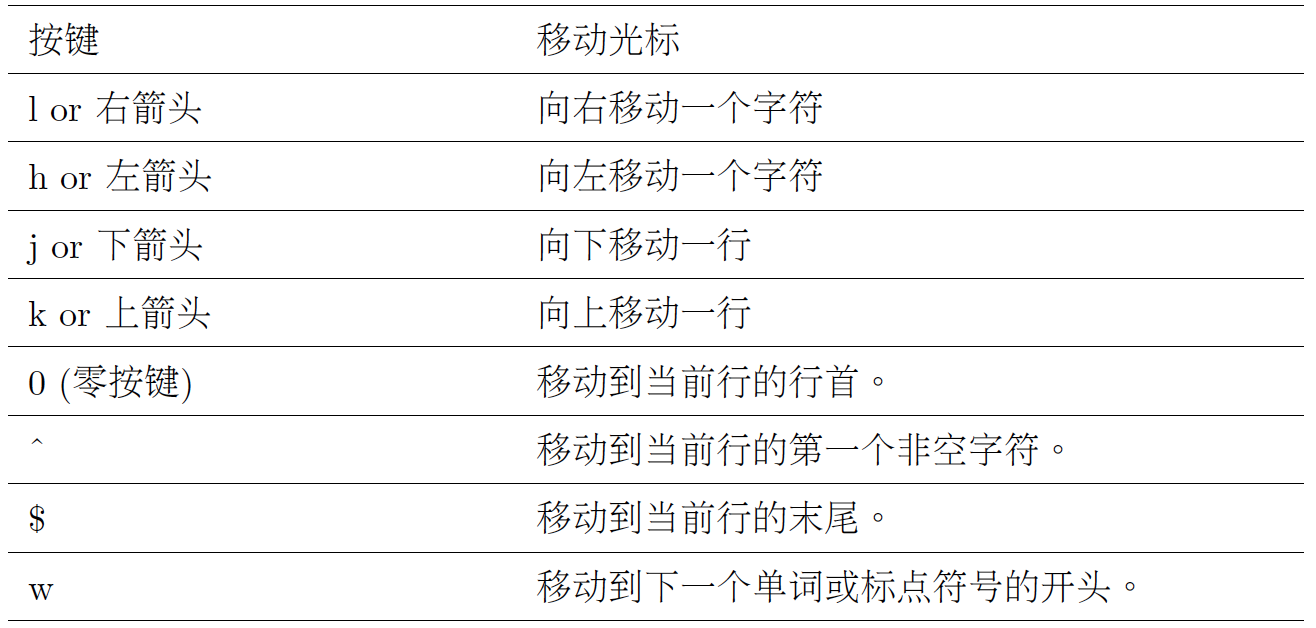 按键 移动光标
l or 右箭头 向右移动一个字符
h or 左箭头 向左移动一个字符
j or 下箭头 向下移动一行
k or 上箭头 向上移动一行
0 (零按键) 移动到当前行的行首。
^ 移动到当前行的第一个非空字符。
$ 移动到当前行的末尾。
w 移动到下一个单词或标点符号的开头。